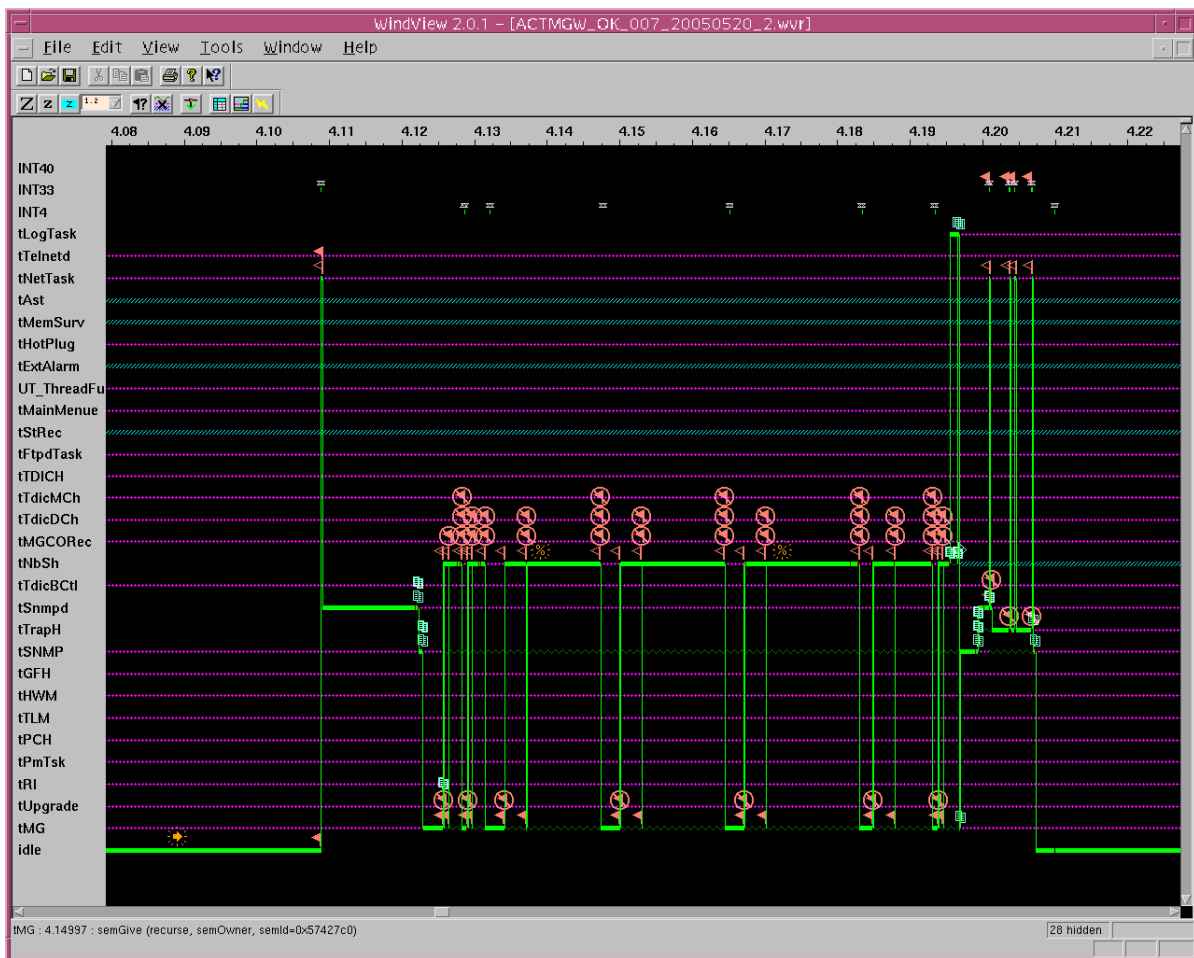 WindView 2.0.1 – [ACTMGW_OK_007_20050520_2.wvr]
File Edit View Tools Window Help
Z z z 1.2
4.08 4.09 4.10 4.11 4.12 4.13 4.14 4.15 4.16 4.17 4.18 4.19 4.20 4.21 4.22
INT40
INT33
INT4
tLogTask
tTelnetd
tNetTask
tAst
tMemSurv
tHotPlug
tExtAlarm
UT_ThreadFu
tMainMenue
tStRec
tFtpdTask
tTDICH
tTdicMCh
tTdicDCh
tMGCORec
tNbSh
tTdicBCtl
tSnmpd
tTrapH
tSNMP
tGFH
tHWM
tTLM
tPCH
tPmTsk
tRI
tUpgrade
tMG
idle
tMG : 4.14997 : semGive (recurse, semOwner, semId=0x57427c0)
28 hidden